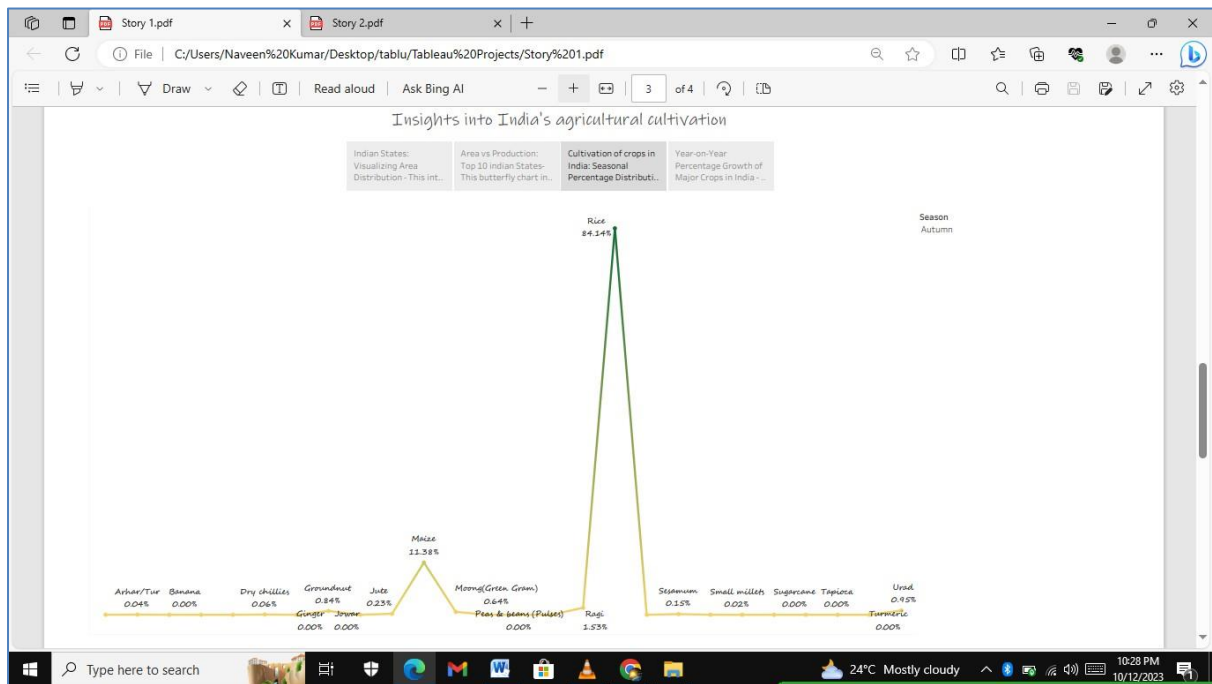 Story 1.pdf
Story 2.pdf
File C:/Users/Naveen%20Kumar/Desktop/tablu/Tableau%20Projects/Story%201.pdf
Draw Read aloud Ask Bing AI 3 of 4
Insights into India's agricultural cultivation
Indian States:
Visualizing Area
Distribution - This int..
Area vs Production:
Top 10 indian States-
This butterfly chart in..
Cultivation of crops in
India: Seasonal
Percentage Distributi..
Year-on-Year
Percentage Growth of
Major Crops in India - ..
Season
Autumn
Rice
84.14%
Maize
11.38%
Arhar/Tur
0.04%
Banana
0.00%
Dry chillies
0.06%
Groundnut
0.84%
Ginger
0.00%
Jowar
0.00%
Jute
0.23%
Moong(Green Gram)
0.64%
Peas & beans (Pulses)
0.00%
Ragi
1.53%
Sesamum
0.15%
Small millets
0.02%
Sugarcane
0.00%
Tapioca
0.00%
Urad
0.95%
Turmeric
0.00%
Type here to search
24°C Mostly cloudy
10:28 PM
10/12/2023